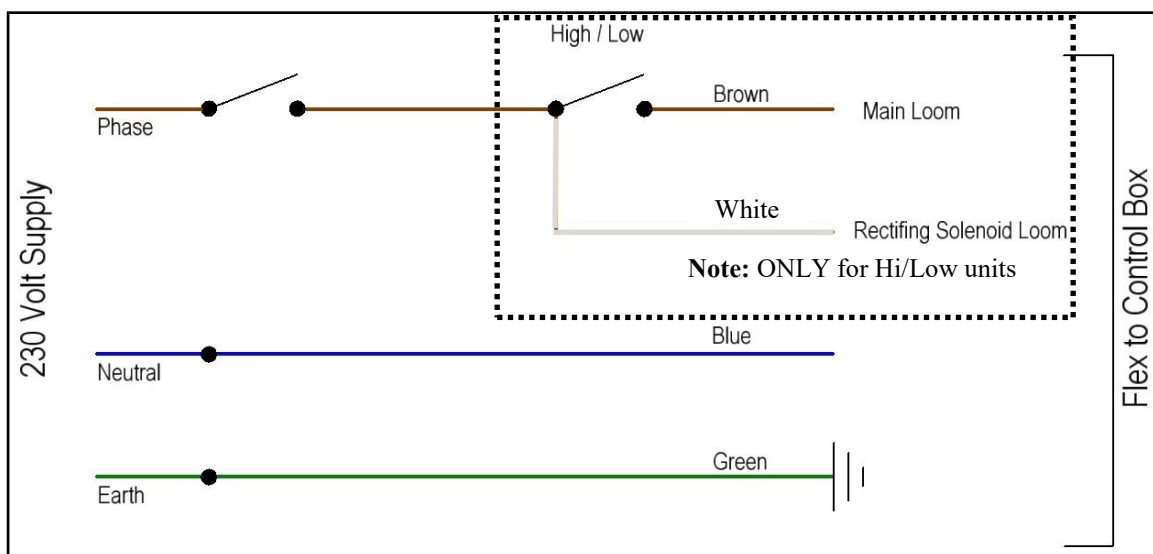 High / Low
Brown
Phase
Main Loom
White
Rectifing Solenoid Loom
Note: ONLY for Hi/Low units
230 Volt Supply
Blue
Neutral
Green
Earth
Flex to Control Box